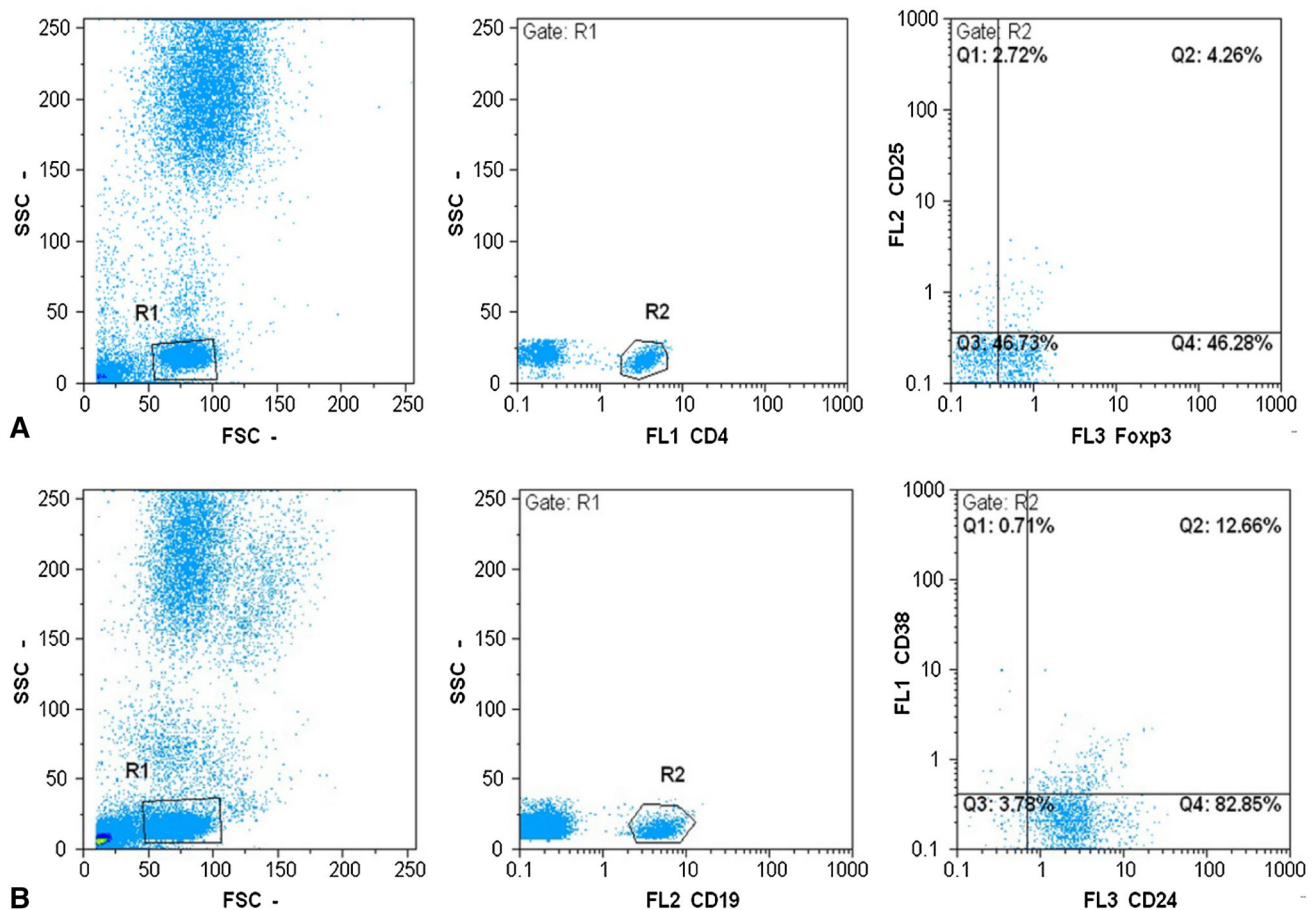 250
200
150
100
50
0
SSC -
R1
0 50 100 150 200 250
FSC -
A
250
200
150
100
50
0
SSC -
Gate: R1
R2
0.1 1 10 100 1000
FL1 CD4
1000
100
10
1
0.1
FL2 CD25
Gate: R2
Q1: 2.72% Q2: 4.26%
Q3: 46.73% Q4: 46.28%
0.1 1 10 100 1000
FL3 Foxp3
250
200
150
100
50
0
SSC -
R1
0 50 100 150 200 250
FSC -
B
250
200
150
100
50
0
SSC -
Gate: R1
R2
0.1 1 10 100 1000
FL2 CD19
1000
100
10
1
0.1
FL1 CD38
Gate: R2
Q1: 0.71% Q2: 12.66%
Q3: 3.78% Q4: 82.85%
0.1 1 10 100 1000
FL3 CD24